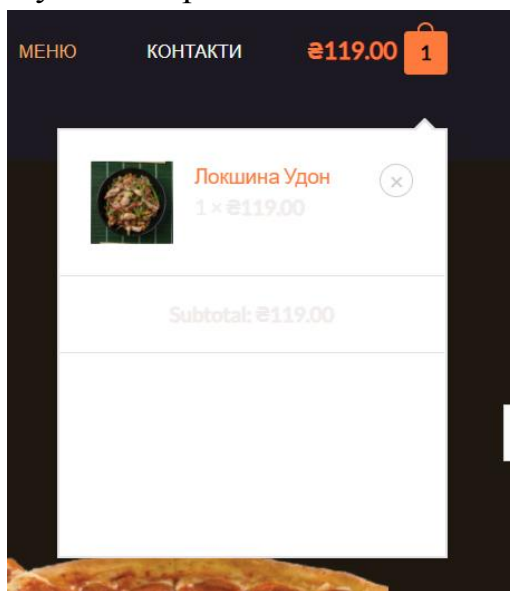 МЕНЮ КОНТАКТИ ₴119.00 1
Локшина Удон ×
1 × ₴119.00
Subtotal: ₴119.00